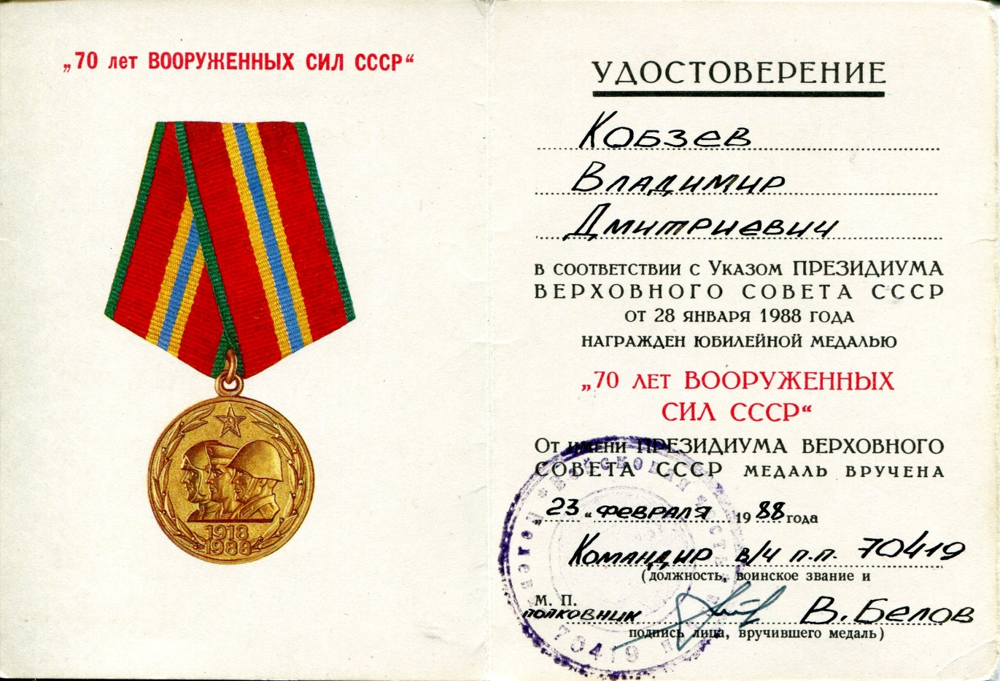 „70 лет ВООРУЖЕННЫХ СИЛ СССР“
1918
1988
УДОСТОВЕРЕНИЕ
Кобзев
Владимир
Дмитриевич
в соответствии с Указом ПРЕЗИДИУМА
ВЕРХОВНОГО СОВЕТА СССР
от 28 января 1988 года
награжден юбилейной медалью
„70 лет ВООРУЖЕННЫХ
СИЛ СССР“
От имени ПРЕЗИДИУМА ВЕРХОВНОГО
СОВЕТА СССР медаль вручена
„23“ февраля 1988 года
Командир в/ч п.п. 70419
(должность, воинское звание и
М. П.
полковник В. Белов
подпись лица, вручившего медаль)
Войсковая часть
70419